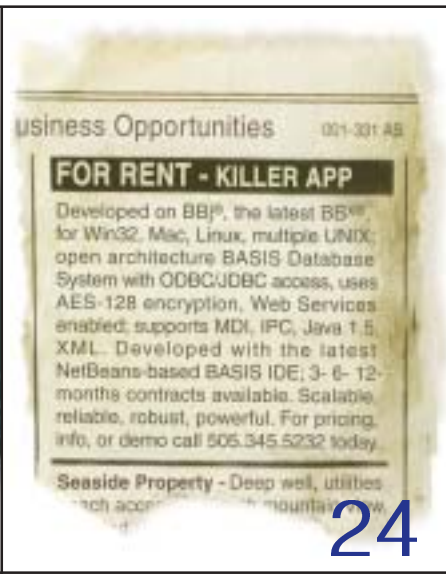 usiness Opportunities 001-301 AB
FOR RENT - KILLER APP
Developed on BBj®, the latest
for Win32, Mac, Linux, multiple UNIX;
open architecture BASIS Database
System with ODBC/JDBC access, uses
AES-128 encryption, Web Services
enabled; supports MDI, IPC, Java 1.5,
XML. Developed with the latest
NetBeans-based BASIS IDE; 3- 6- 12-
months contracts available. Scalable,
reliable, robust, powerful. For pricing,
info, or demo call 505.345.5232 today.
Seaside Property - Deep well, utilities
mountain view,
24